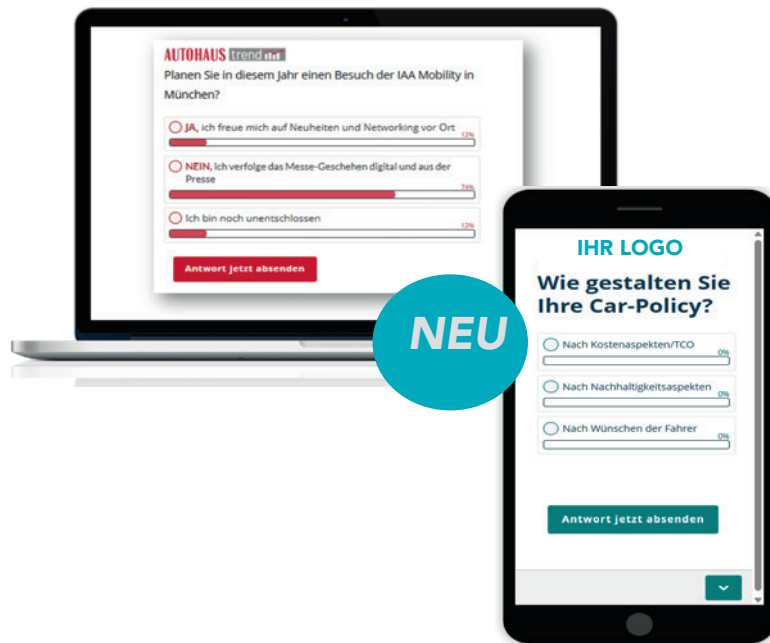 AUTOHAUS trend
Planen Sie in diesem Jahr einen Besuch der IAA Mobility in
München?
JA, ich freue mich auf Neuheiten und Networking vor Ort
12%
NEIN, Ich verfolge das Messe-Geschehen digital und aus der
Presse
74%
Ich bin noch unentschlossen
12%
Antwort jetzt absenden
NEU
IHR LOGO
Wie gestalten Sie
Ihre Car-Policy?
Nach Kostenaspekten/TCO
0%
Nach Nachhaltigkeitsaspekten
0%
Nach Wünschen der Fahrer
0%
Antwort jetzt absenden